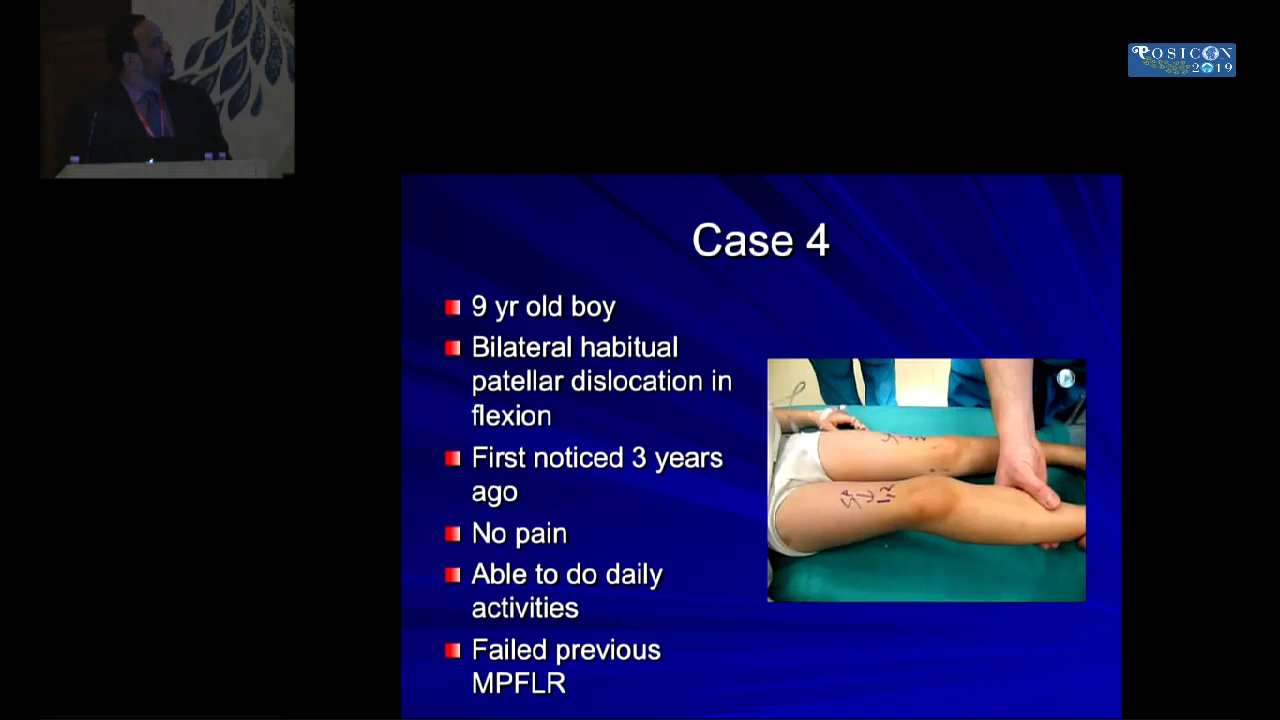 POSICON
2019
Case 4
9 yr old boy
Bilateral habitual
patellar dislocation in
flexion
First noticed 3 years
ago
No pain
Able to do daily
activities
Failed previous
MPFLR